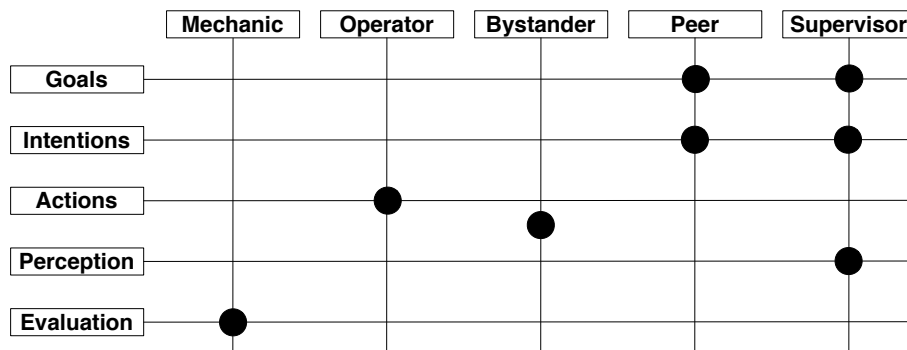 Mechanic Operator Bystander Peer Supervisor
Goals
Intentions
Actions
Perception
Evaluation